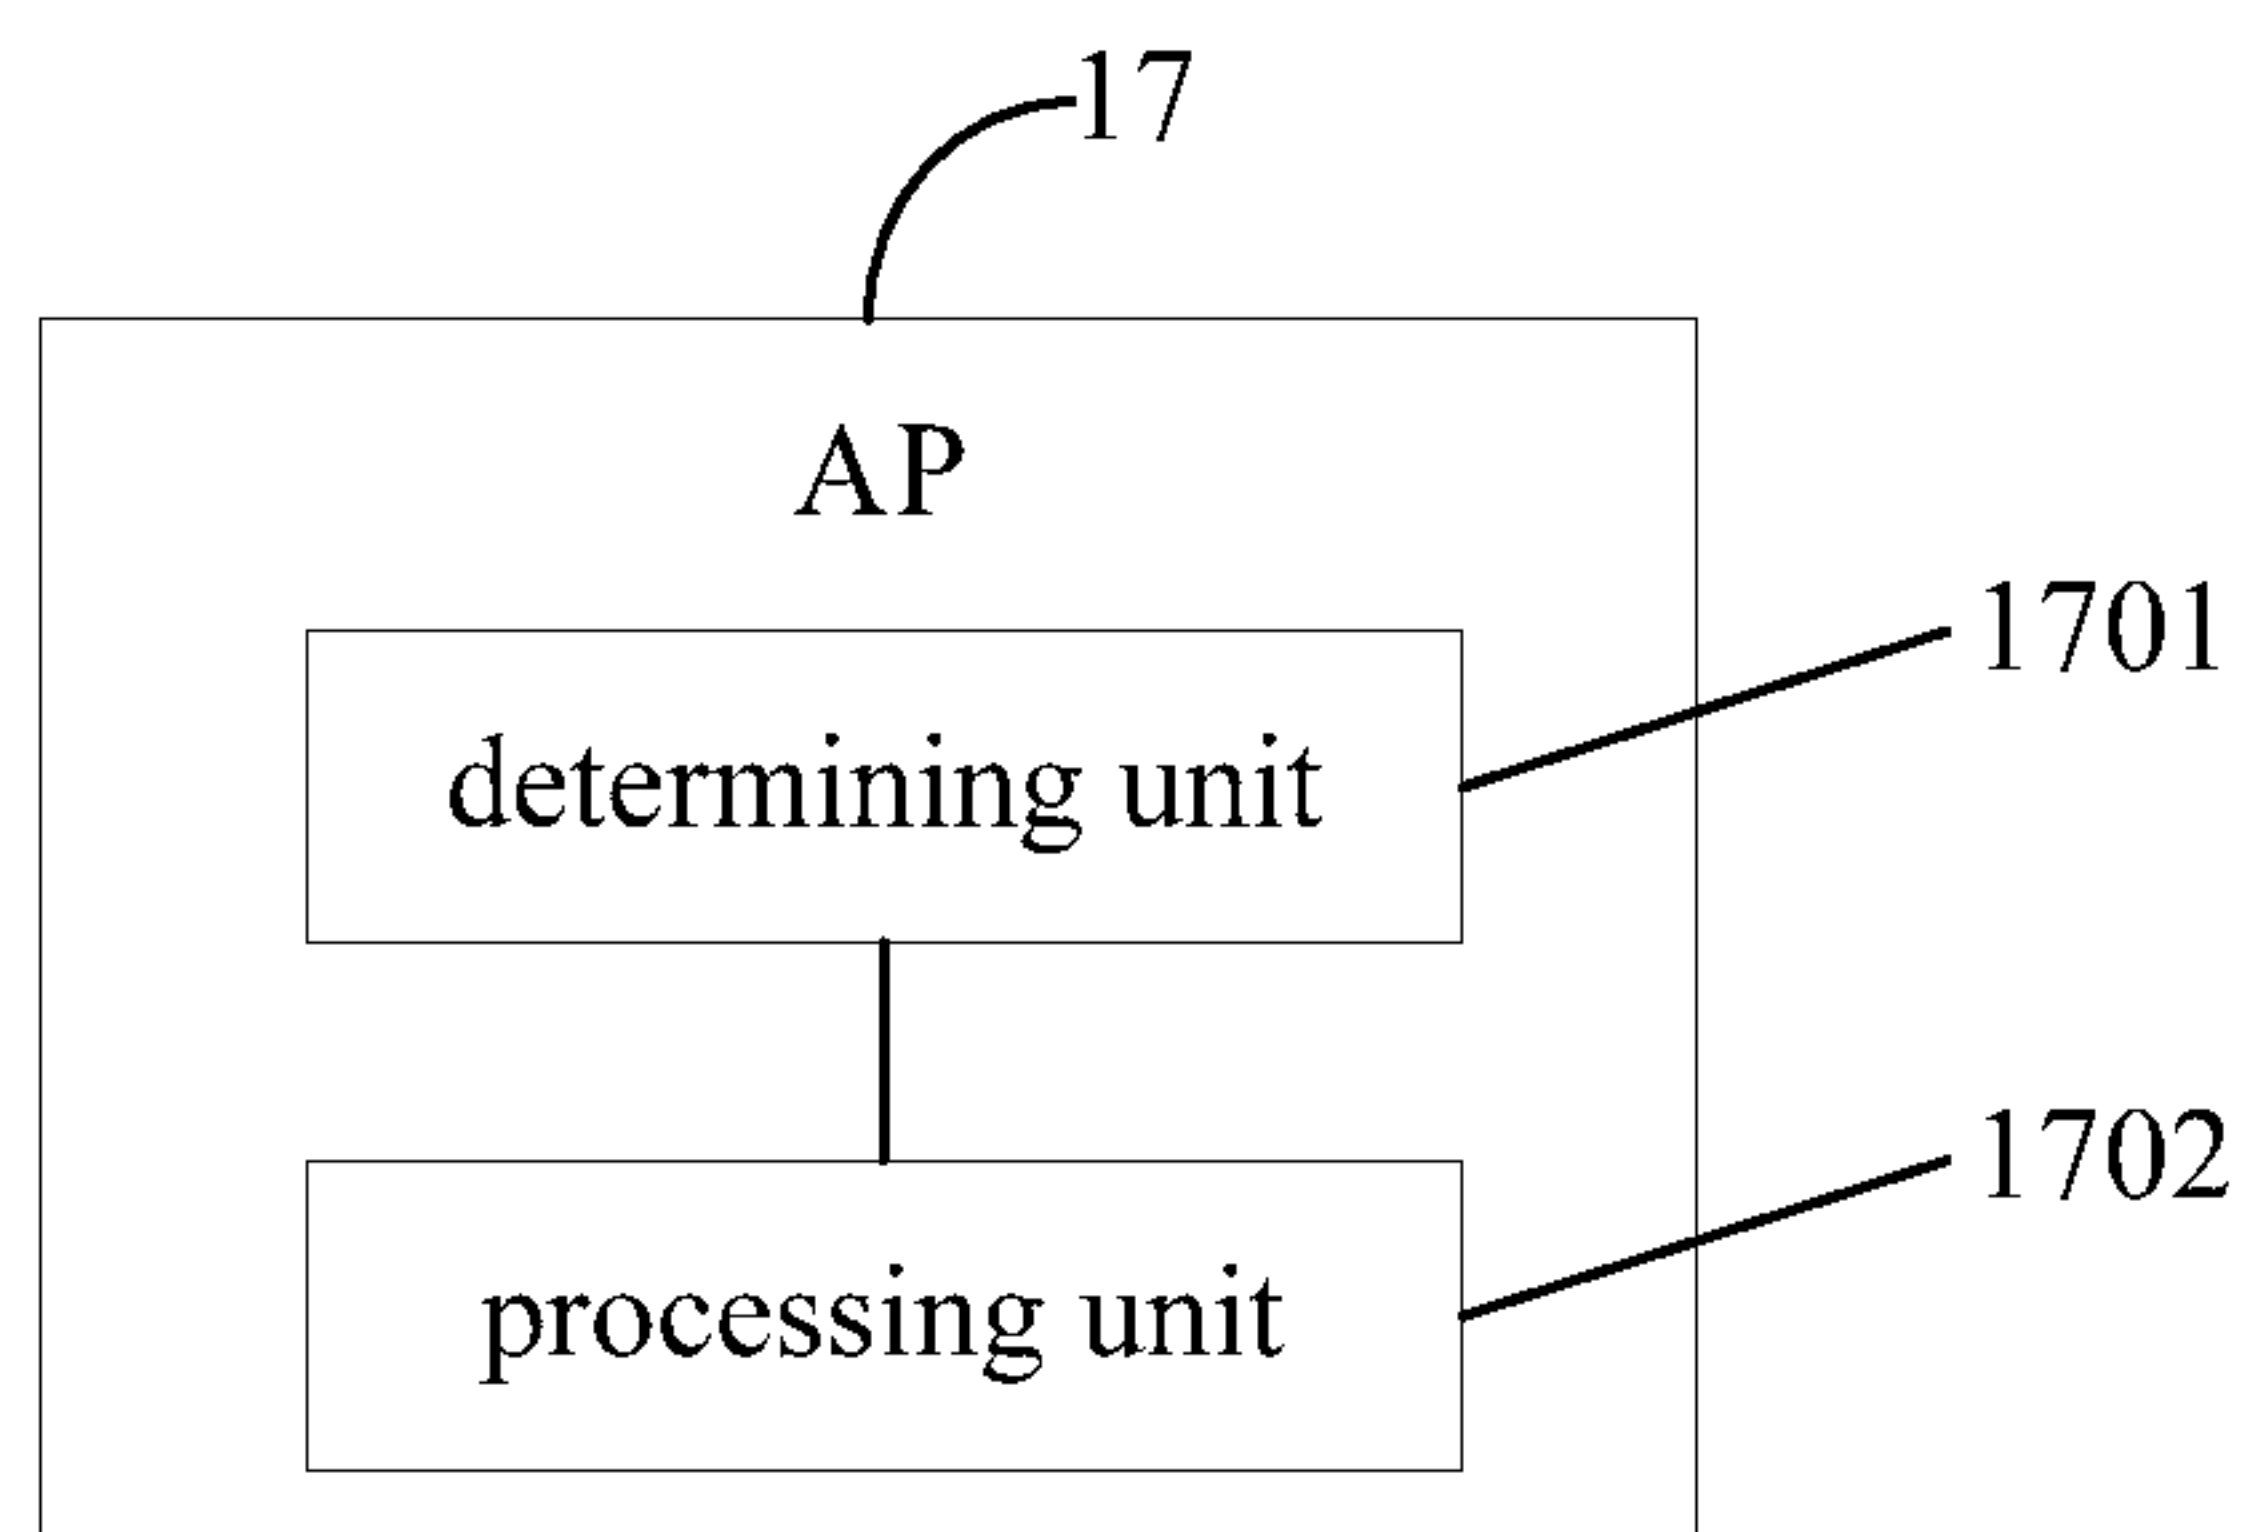 17
AP
1701
determining unit
1702
processing unit